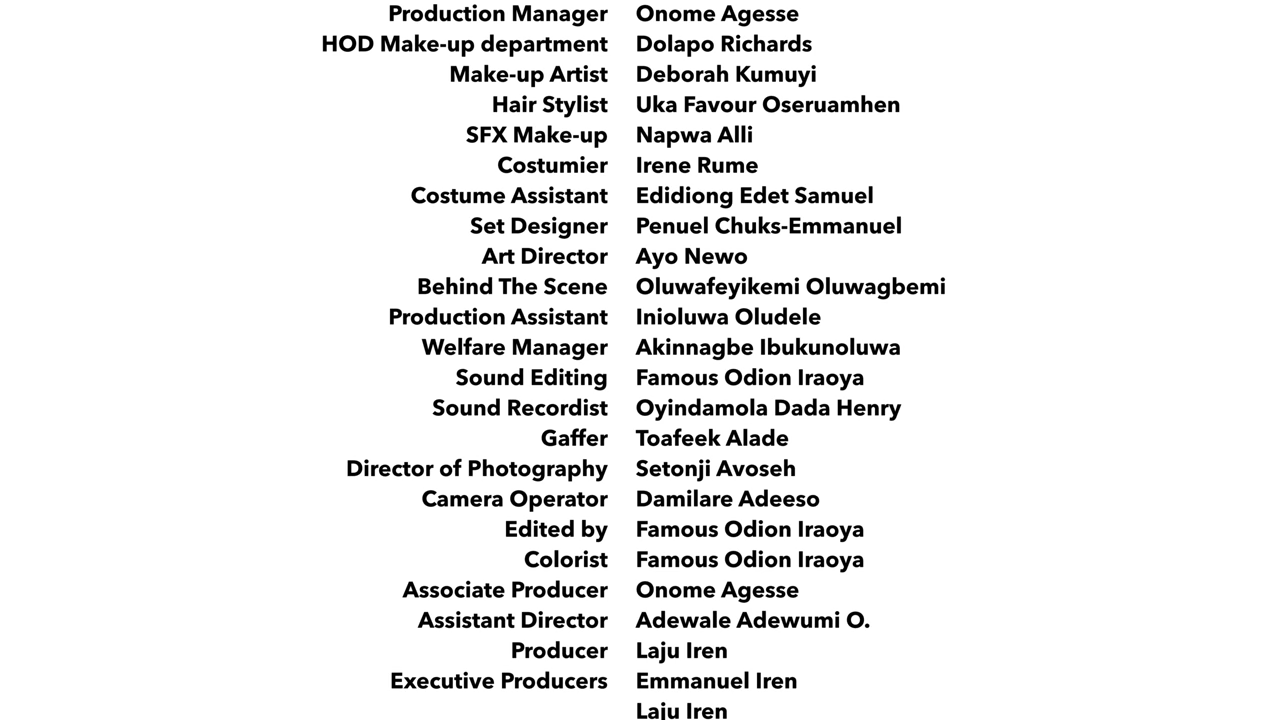 Production Manager Onome Agesse
HOD Make-up department Dolapo Richards
Make-up Artist Deborah Kumuyi
Hair Stylist Uka Favour Oseruamhen
SFX Make-up Napwa Alli
Costumier Irene Rume
Costume Assistant Edidiong Edet Samuel
Set Designer Penuel Chuks-Emmanuel
Art Director Ayo Newo
Behind The Scene Oluwafeyikemi Oluwagbemi
Production Assistant Inioluwa Oludele
Welfare Manager Akinnagbe Ibukunoluwa
Sound Editing Famous Odion Iraoya
Sound Recordist Oyindamola Dada Henry
Gaffer Toafeek Alade
Director of Photography Setonji Avoseh
Camera Operator Damilare Adeeso
Edited by Famous Odion Iraoya
Colorist Famous Odion Iraoya
Associate Producer Onome Agesse
Assistant Director Adewale Adewumi O.
Producer Laju Iren
Executive Producers Emmanuel Iren
Laju Iren